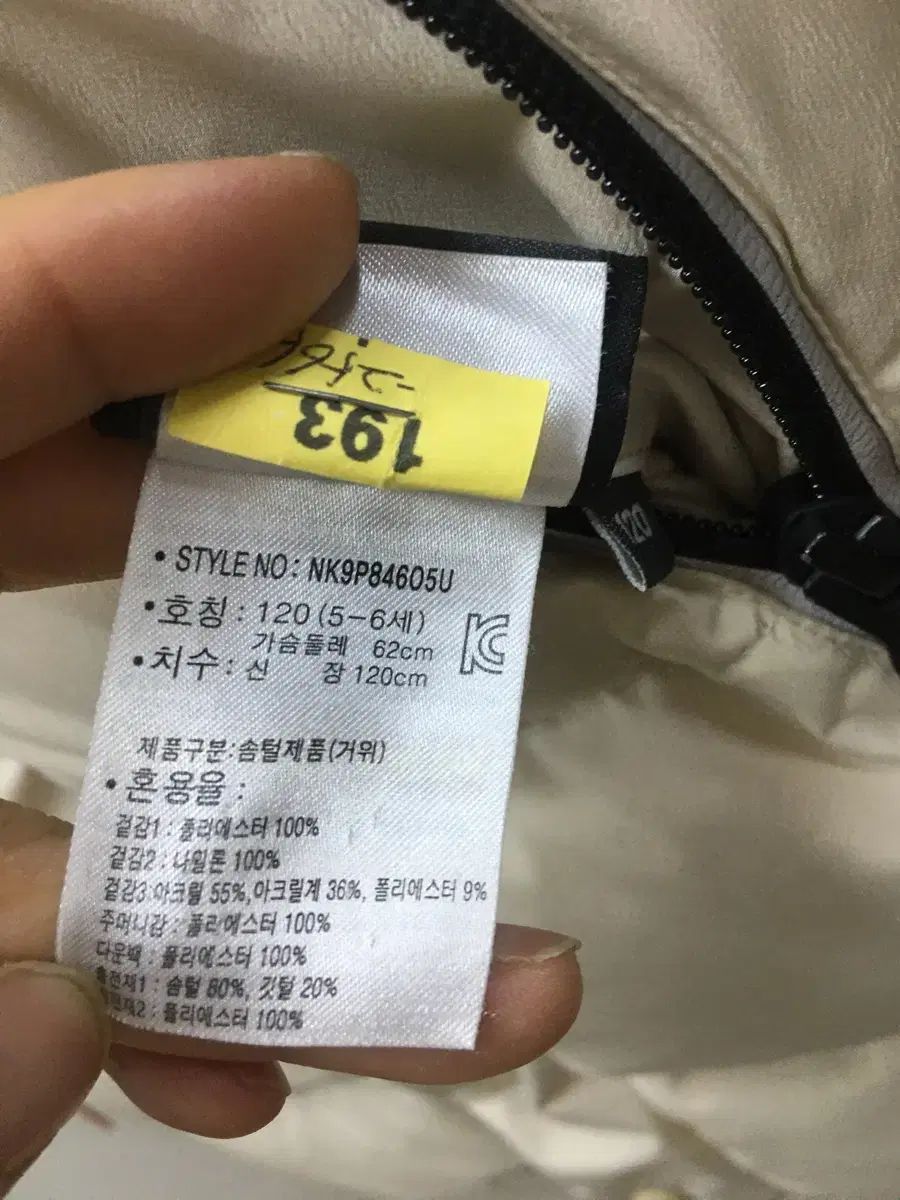 193
120
• STYLE NO : NK9P84605U
• 호칭 : 120 (5-6세)
• 치수 : 가슴둘레 62cm
신 장 120cm
KC
제품구분:솜털제품(거위)
• 혼용율 :
겉감1 : 폴리에스터 100%
겉감2 : 나일론 100%
겉감3:아크릴 55%,아크릴계 36%, 폴리에스터 9%
주머니감 : 폴리에스터 100%
다운백 : 폴리에스터 100%
충전재1 : 솜털 80%, 깃털 20%
충전재2 : 폴리에스터 100%